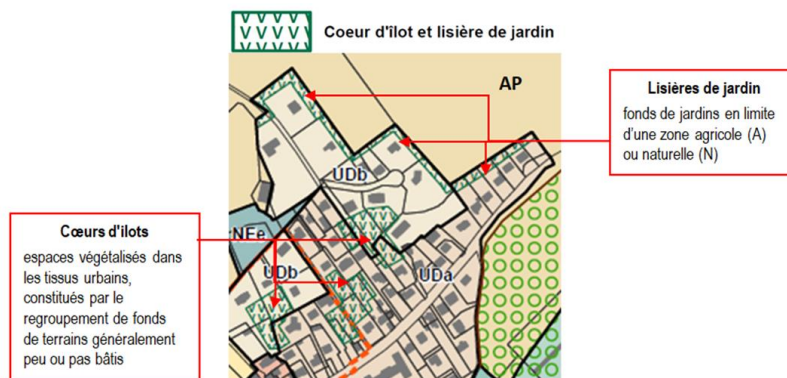 Coeur d'îlot et lisière de jardin
AP
Lisières de jardin
fonds de jardins en limite
d'une zone agricole (A)
ou naturelle (N)
UDb
NEe
Cœurs d'ilots
espaces végétalisés dans
les tissus urbains,
constitués par le
regroupement de fonds
de terrains généralement
peu ou pas bâtis
UDb
UDa